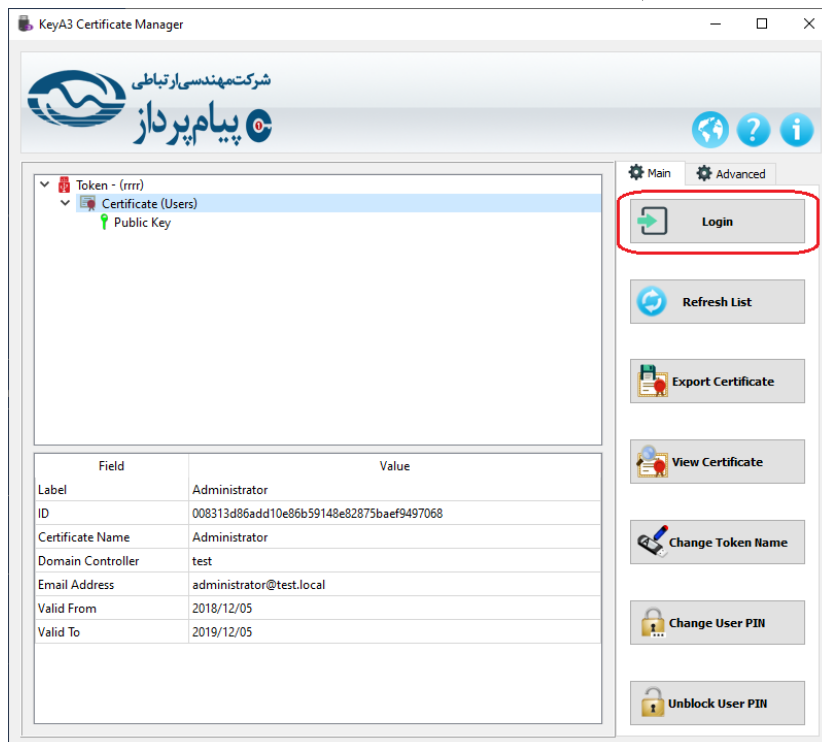 KeyA3 Certificate Manager
شرکت‌مهندسی‌ارتباطی
پیام‌پرداز
Token - (rrrr)
Certificate (Users)
Public Key
Main
Advanced
Login
Refresh List
Export Certificate
View Certificate
Change Token Name
Change User PIN
Unblock User PIN
Field Value
Label Administrator
ID 008313d86add10e86b59148e82875baef9497068
Certificate Name Administrator
Domain Controller test
Email Address administrator@test.local
Valid From 2018/12/05
Valid To 2019/12/05